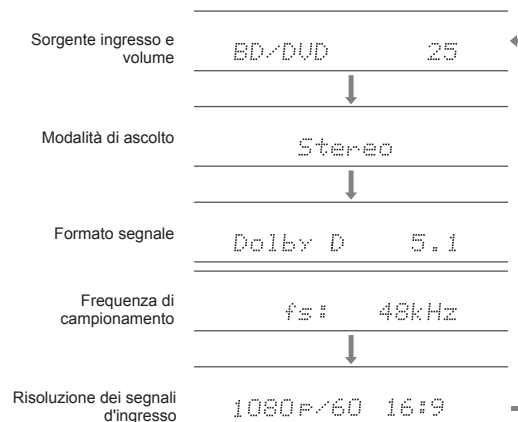 Sorgente ingresso e
volume
BD/DVD 25
Modalità di ascolto
Stereo
Formato segnale
Dolby D 5.1
Frequenza di
campionamento
fs: 48kHz
Risoluzione dei segnali
d'ingresso
1080p/60 16:9